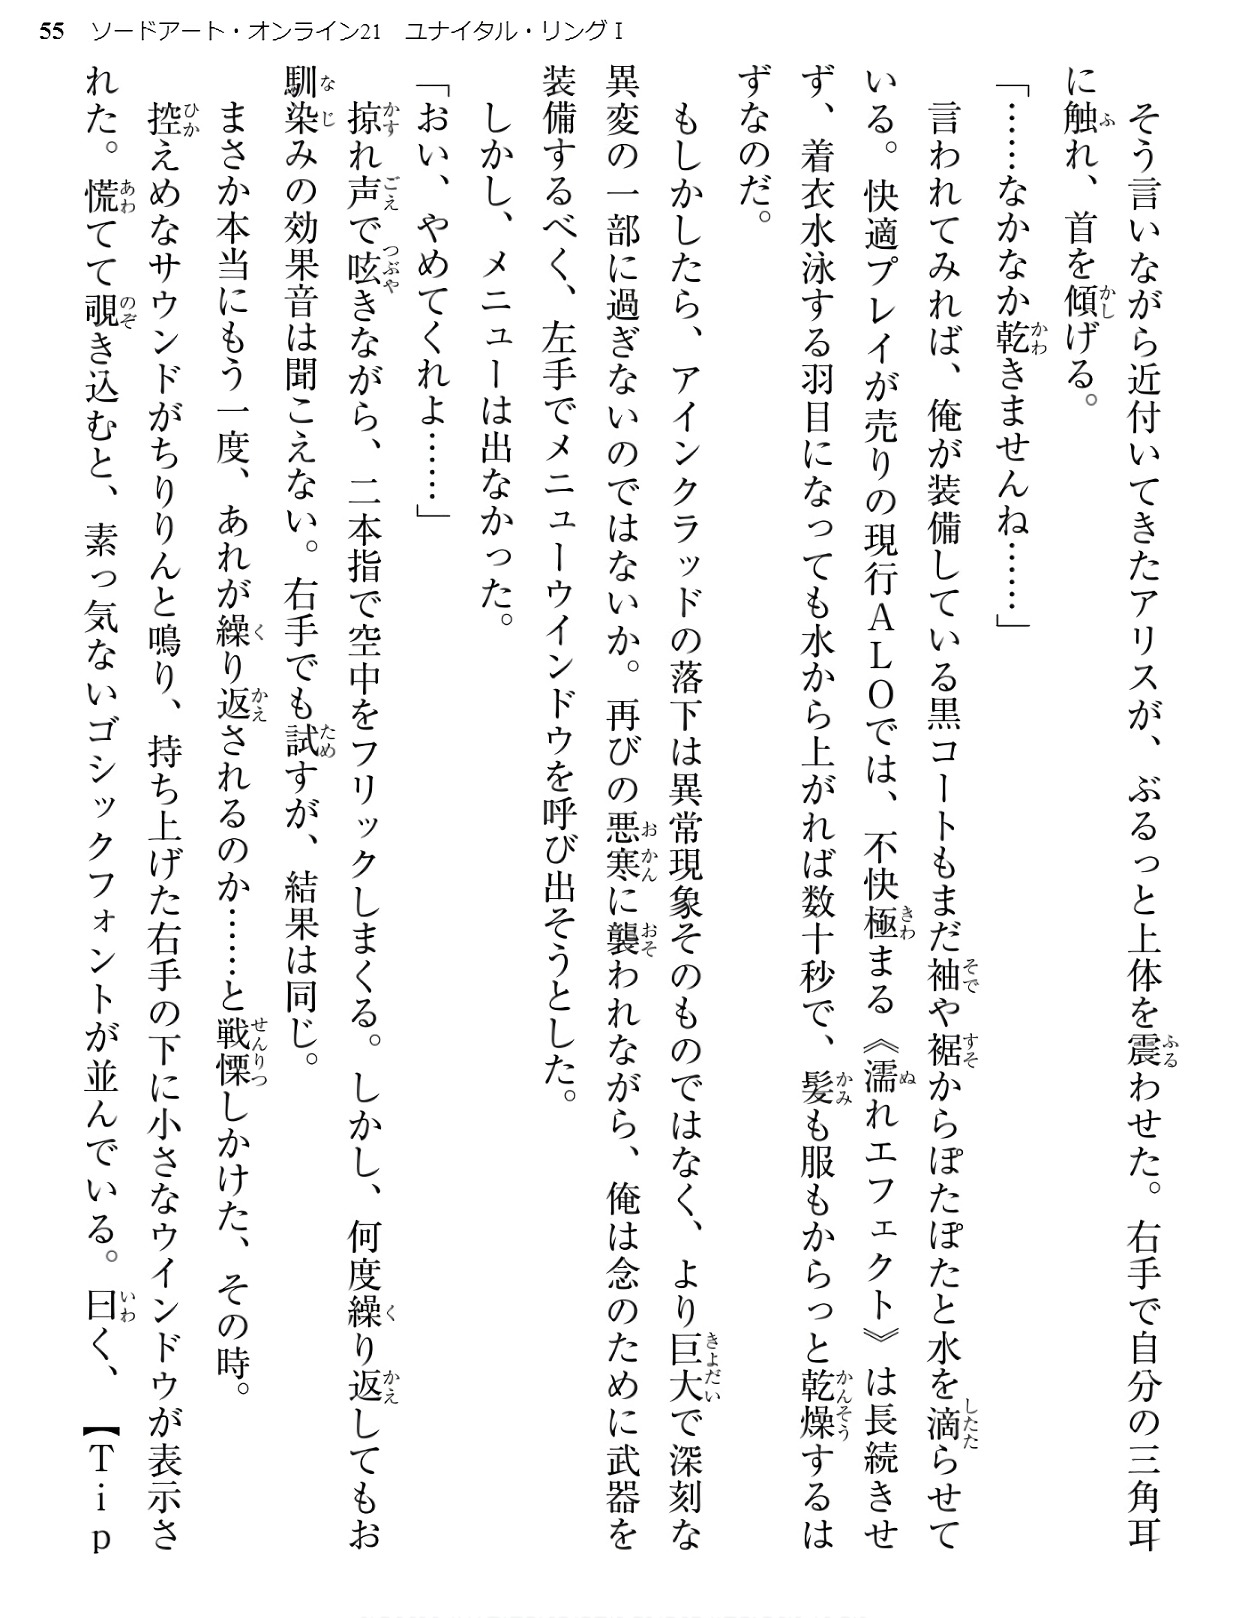 55　ソードアート・オンライン21　ユナイタル・リングⅠ
　そう言いながら近付いてきたアリスが、ぶるっと上体を震わせた。右手で自分の三角耳
に触れ、首を傾げる。
「……なかなか乾きませんね……」
　言われてみれば、俺が装備している黒コートもまだ袖や裾からぽたぽたと水を滴らせて
いる。快適プレイが売りの現行ALOでは、不快極まる《濡れエフェクト》は長続きせ
ず、着衣水泳する羽目になっても水から上がれば数十秒で、髪も服もからっと乾燥するは
ずなのだ。
　もしかしたら、アインクラッドの落下は異常現象そのものではなく、より巨大で深刻な
異変の一部に過ぎないのではないか。再びの悪寒に襲われながら、俺は念のために武器を
装備するべく、左手でメニューウインドウを呼び出そうとした。
　しかし、メニューは出なかった。
「おい、やめてくれよ……」
　掠れ声で呟きながら、二本指で空中をフリックしまくる。しかし、何度繰り返してもお
馴染みの効果音は聞こえない。右手でも試すが、結果は同じ。
　まさか本当にもう一度、あれが繰り返されるのか……と戦慄しかけた、その時。
　控えめなサウンドがちりりんと鳴り、持ち上げた右手の下に小さなウインドウが表示さ
れた。慌てて覗き込むと、素っ気ないゴシックフォントが並んでいる。曰く、【Tip